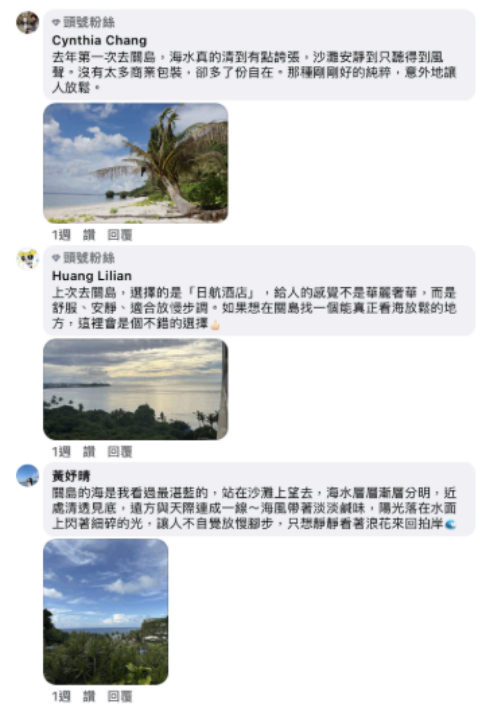 頭號粉絲
Cynthia Chang
去年第一次去關島，海水真的清到有點誇張，沙灘安靜到只聽得到風
聲。沒有太多商業包裝，卻多了份自在。那種剛剛好的純粹，意外地讓
人放鬆。
1週 讚 回覆
頭號粉絲
Huang Lilian
上次去關島，選擇的是「日航酒店」，給人的感覺不是華麗奢華，而是
舒服、安靜、適合放慢步調。如果想在關島找一個能真正看海放鬆的地
方，這裡會是個不錯的選擇👍🏻
1週 讚 回覆
黃妤晴
關島的海是我看過最湛藍的，站在沙灘上望去，海水層層漸層分明，近
處清透見底，遠方與天際連成一線～海風帶著淡淡鹹味，陽光落在水面
上閃著細碎的光，讓人不自覺放慢腳步，只想靜靜看著浪花來回拍岸🌊
1週 讚 回覆